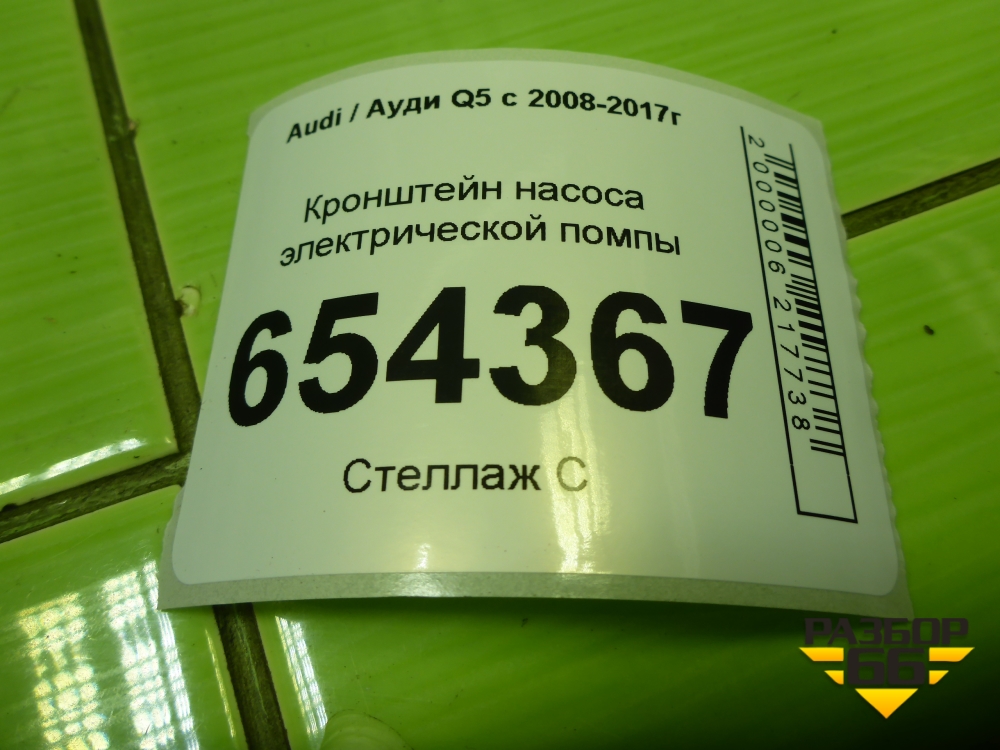 Audi / Ауди Q5 с 2008-2017г
Кронштейн насоса
электрической помпы
654367
Стеллаж С
2000006217738
РАЗБОР
66